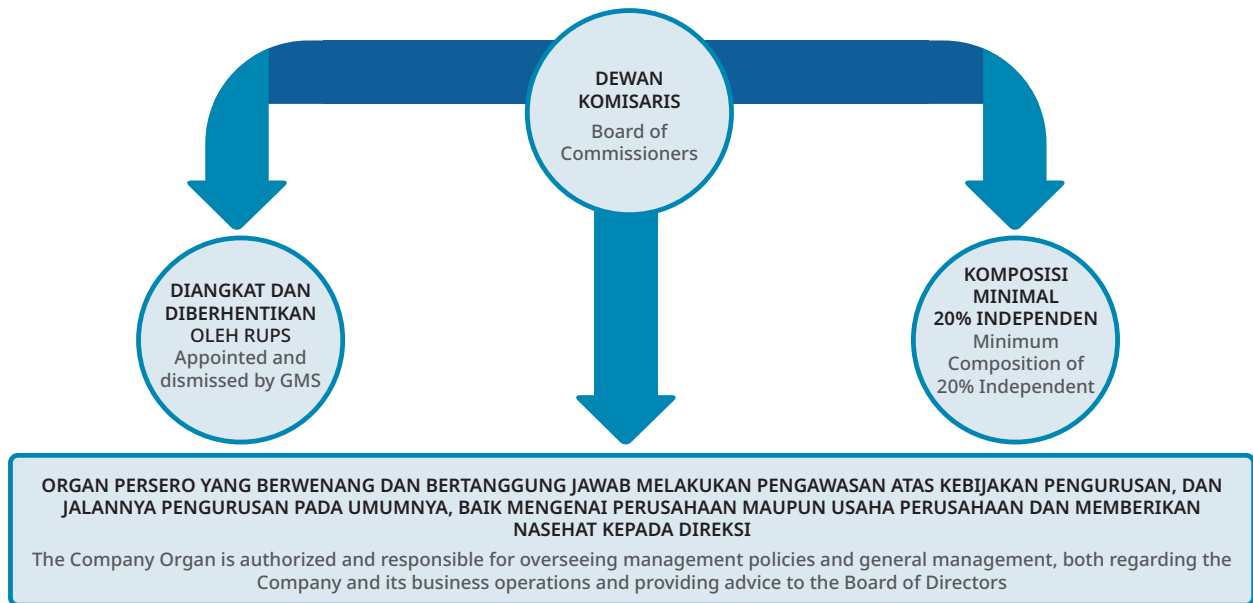 DEWAN
KOMISARIS
Board of
Commissioners
DIANGKAT DAN
DIBERHENTIKAN
OLEH RUPS
Appointed and
dismissed by GMS
KOMPOSISI
MINIMAL
20% INDEPENDEN
Minimum
Composition of
20% Independent
ORGAN PERSERO YANG BERWENANG DAN BERTANGGUNG JAWAB MELAKUKAN PENGAWASAN ATAS KEBIJAKAN PENGURUSAN, DAN
JALANNYA PENGURUSAN PADA UMUMNYA, BAIK MENGENAI PERUSAHAAN MAUPUN USAHA PERUSAHAAN DAN MEMBERIKAN
NASEHAT KEPADA DIREKSI
The Company Organ is authorized and responsible for overseeing management policies and general management, both regarding the
Company and its business operations and providing advice to the Board of Directors